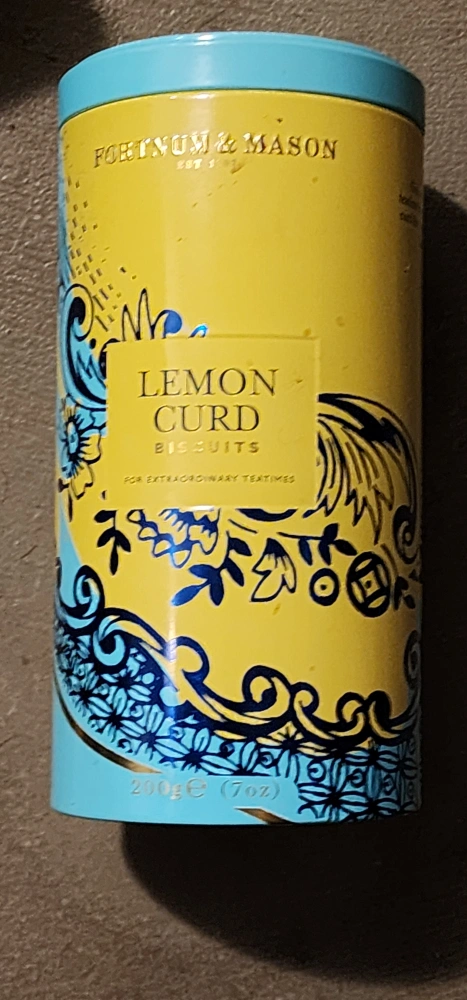 FORTNUM & MASON
LEMON
CURD
BISCUITS
FOR EXTRAORDINARY TEATIMES
200g℮ (7oz)